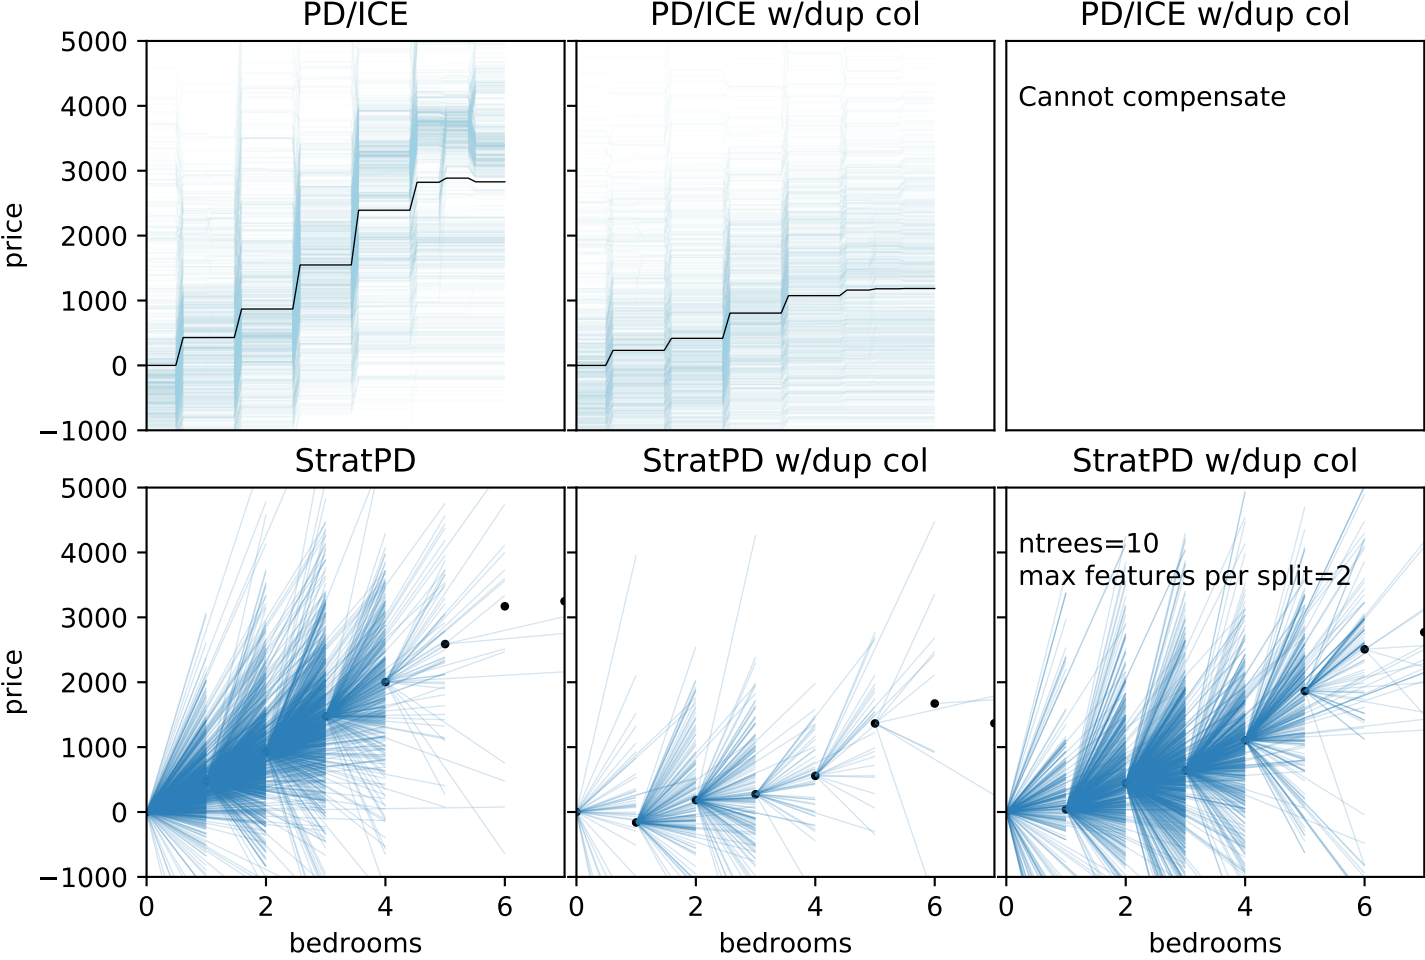 PD/ICE
PD/ICE w/dup col
PD/ICE w/dup col
5000
4000
3000
2000
1000
0
−1000
price
Cannot compensate
StratPD
StratPD w/dup col
StratPD w/dup col
5000
4000
3000
2000
1000
0
−1000
price
ntrees=10
max features per split=2
0 2 4 6
0 2 4 6
0 2 4 6
bedrooms
bedrooms
bedrooms